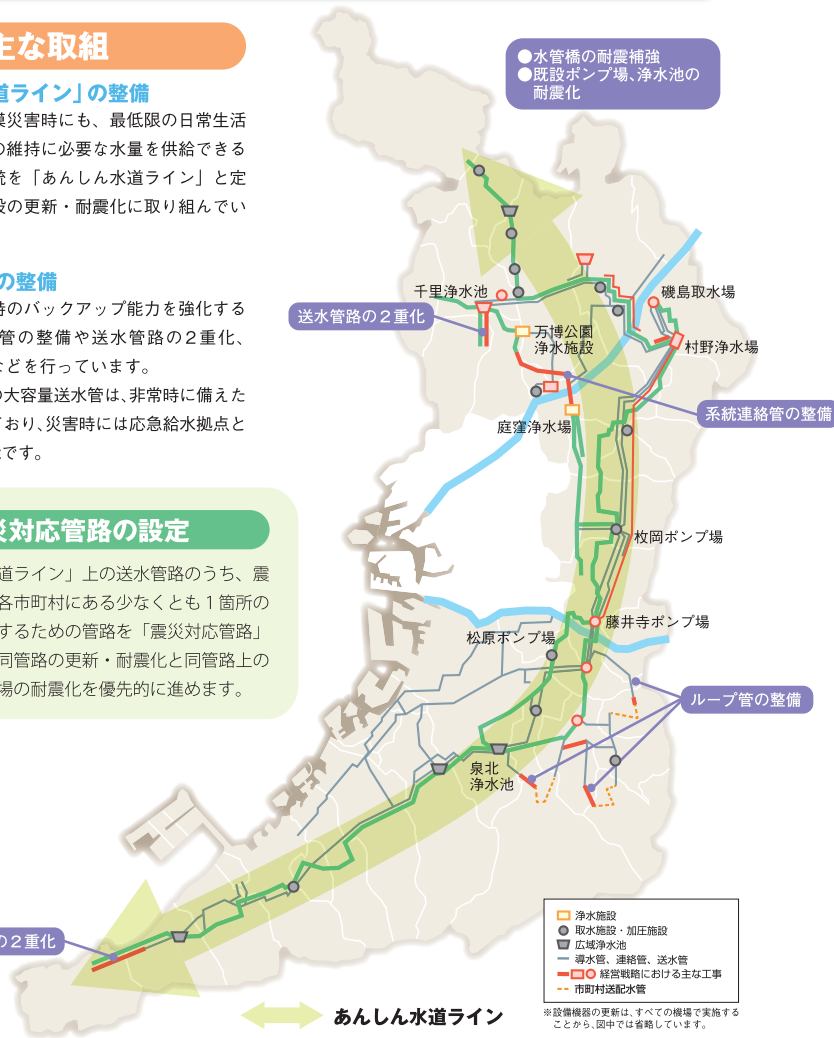 主な取組
道ライン」の整備
模災害時にも、最低限の日常生活
の維持に必要な水量を供給できる
統を「あんしん水道ライン」と定
設の更新・耐震化に取り組んでい
の整備
時のバックアップ能力を強化する
管の整備や送水管路の2重化、
などを行っています。
の大容量送水管は、非常時に備えた
ており、災害時には応急給水拠点と
能です。
災対応管路の設定
道ライン」上の送水管路のうち、震
各市町村にある少なくとも1箇所の
するための管路を「震災対応管路」
同管路の更新・耐震化と同管路上の
場の耐震化を優先的に進めます。
●水管橋の耐震補強
●既設ポンプ場、浄水池の
耐震化
千里浄水池
磯島取水場
送水管路の2重化
万博公園
浄水施設
村野浄水場
系統連絡管の整備
庭窪浄水場
枚岡ポンプ場
藤井寺ポンプ場
松原ポンプ場
ループ管の整備
泉北
浄水池
の2重化
浄水施設
取水施設・加圧施設
広域浄水池
導水管、連絡管、送水管
経営戦略における主な工事
市町村送配水管
※設備機器の更新は、すべての機場で実施する
ことから、図中では省略しています。
あんしん水道ライン